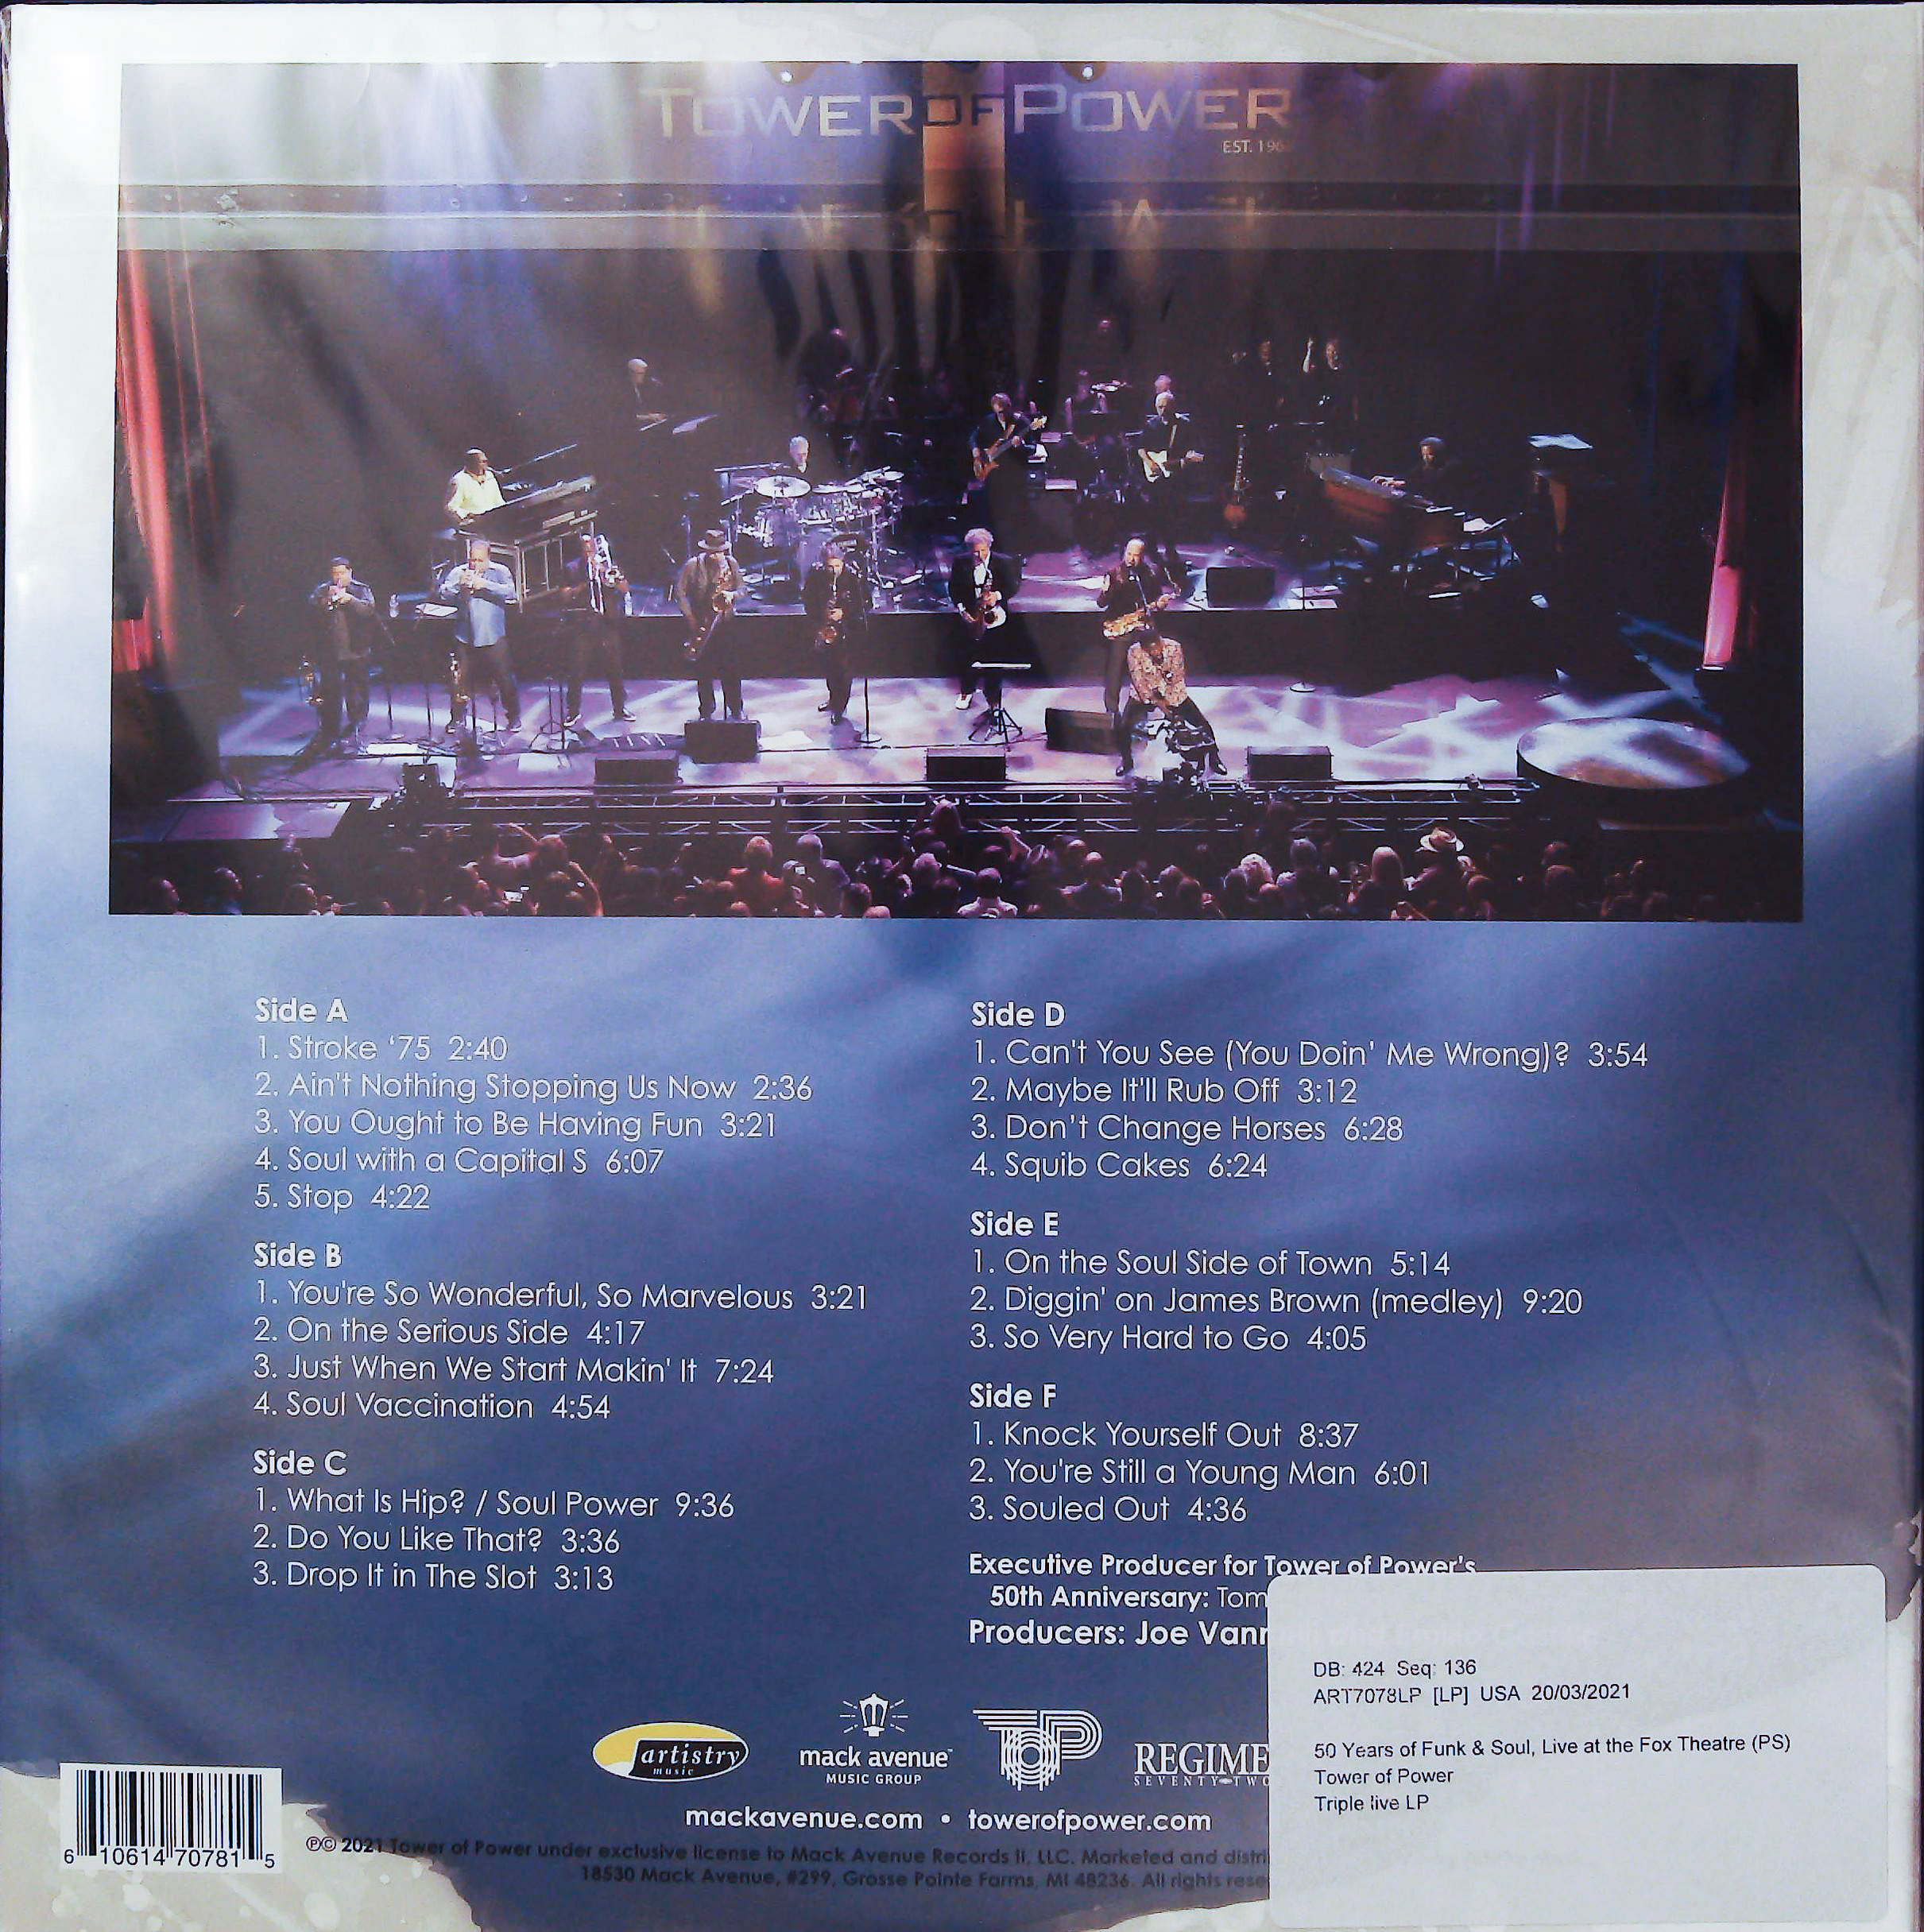 TOWER OF POWER
EST. 196
Side A
1. Stroke ‘75 2:40
2. Ain't Nothing Stopping Us Now 2:36
3. You Ought to Be Having Fun 3:21
4. Soul with a Capital S 6:07
5. Stop 4:22
Side B
1. You're So Wonderful, So Marvelous 3:21
2. On the Serious Side 4:17
3. Just When We Start Makin' It 7:24
4. Soul Vaccination 4:54
Side C
1. What Is Hip? / Soul Power 9:36
2. Do You Like That? 3:36
3. Drop It in The Slot 3:13
Side D
1. Can't You See (You Doin' Me Wrong)? 3:54
2. Maybe It'll Rub Off 3:12
3. Don't Change Horses 6:28
4. Squib Cakes 6:24
Side E
1. On the Soul Side of Town 5:14
2. Diggin' on James Brown (medley) 9:20
3. So Very Hard to Go 4:05
Side F
1. Knock Yourself Out 8:37
2. You're Still a Young Man 6:01
3. Souled Out 4:36
Executive Producer for Tower of Power's
50th Anniversary: Tom
Producers: Joe Vann
artistry
music
mack avenue™
MUSIC GROUP
TOP
REGIME
SEVENTY-TWO
mackavenue.com • towerofpower.com
℗© 2021 Tower of Power under exclusive license to Mack Avenue Records II, LLC. Marketed and distri
18530 Mack Avenue, #299, Grosse Pointe Farms, MI 48236. All rights rese
6 10614 70781 5
DB: 424 Seq: 136
ART7078LP [LP] USA 20/03/2021
50 Years of Funk & Soul, Live at the Fox Theatre (PS)
Tower of Power
Triple live LP